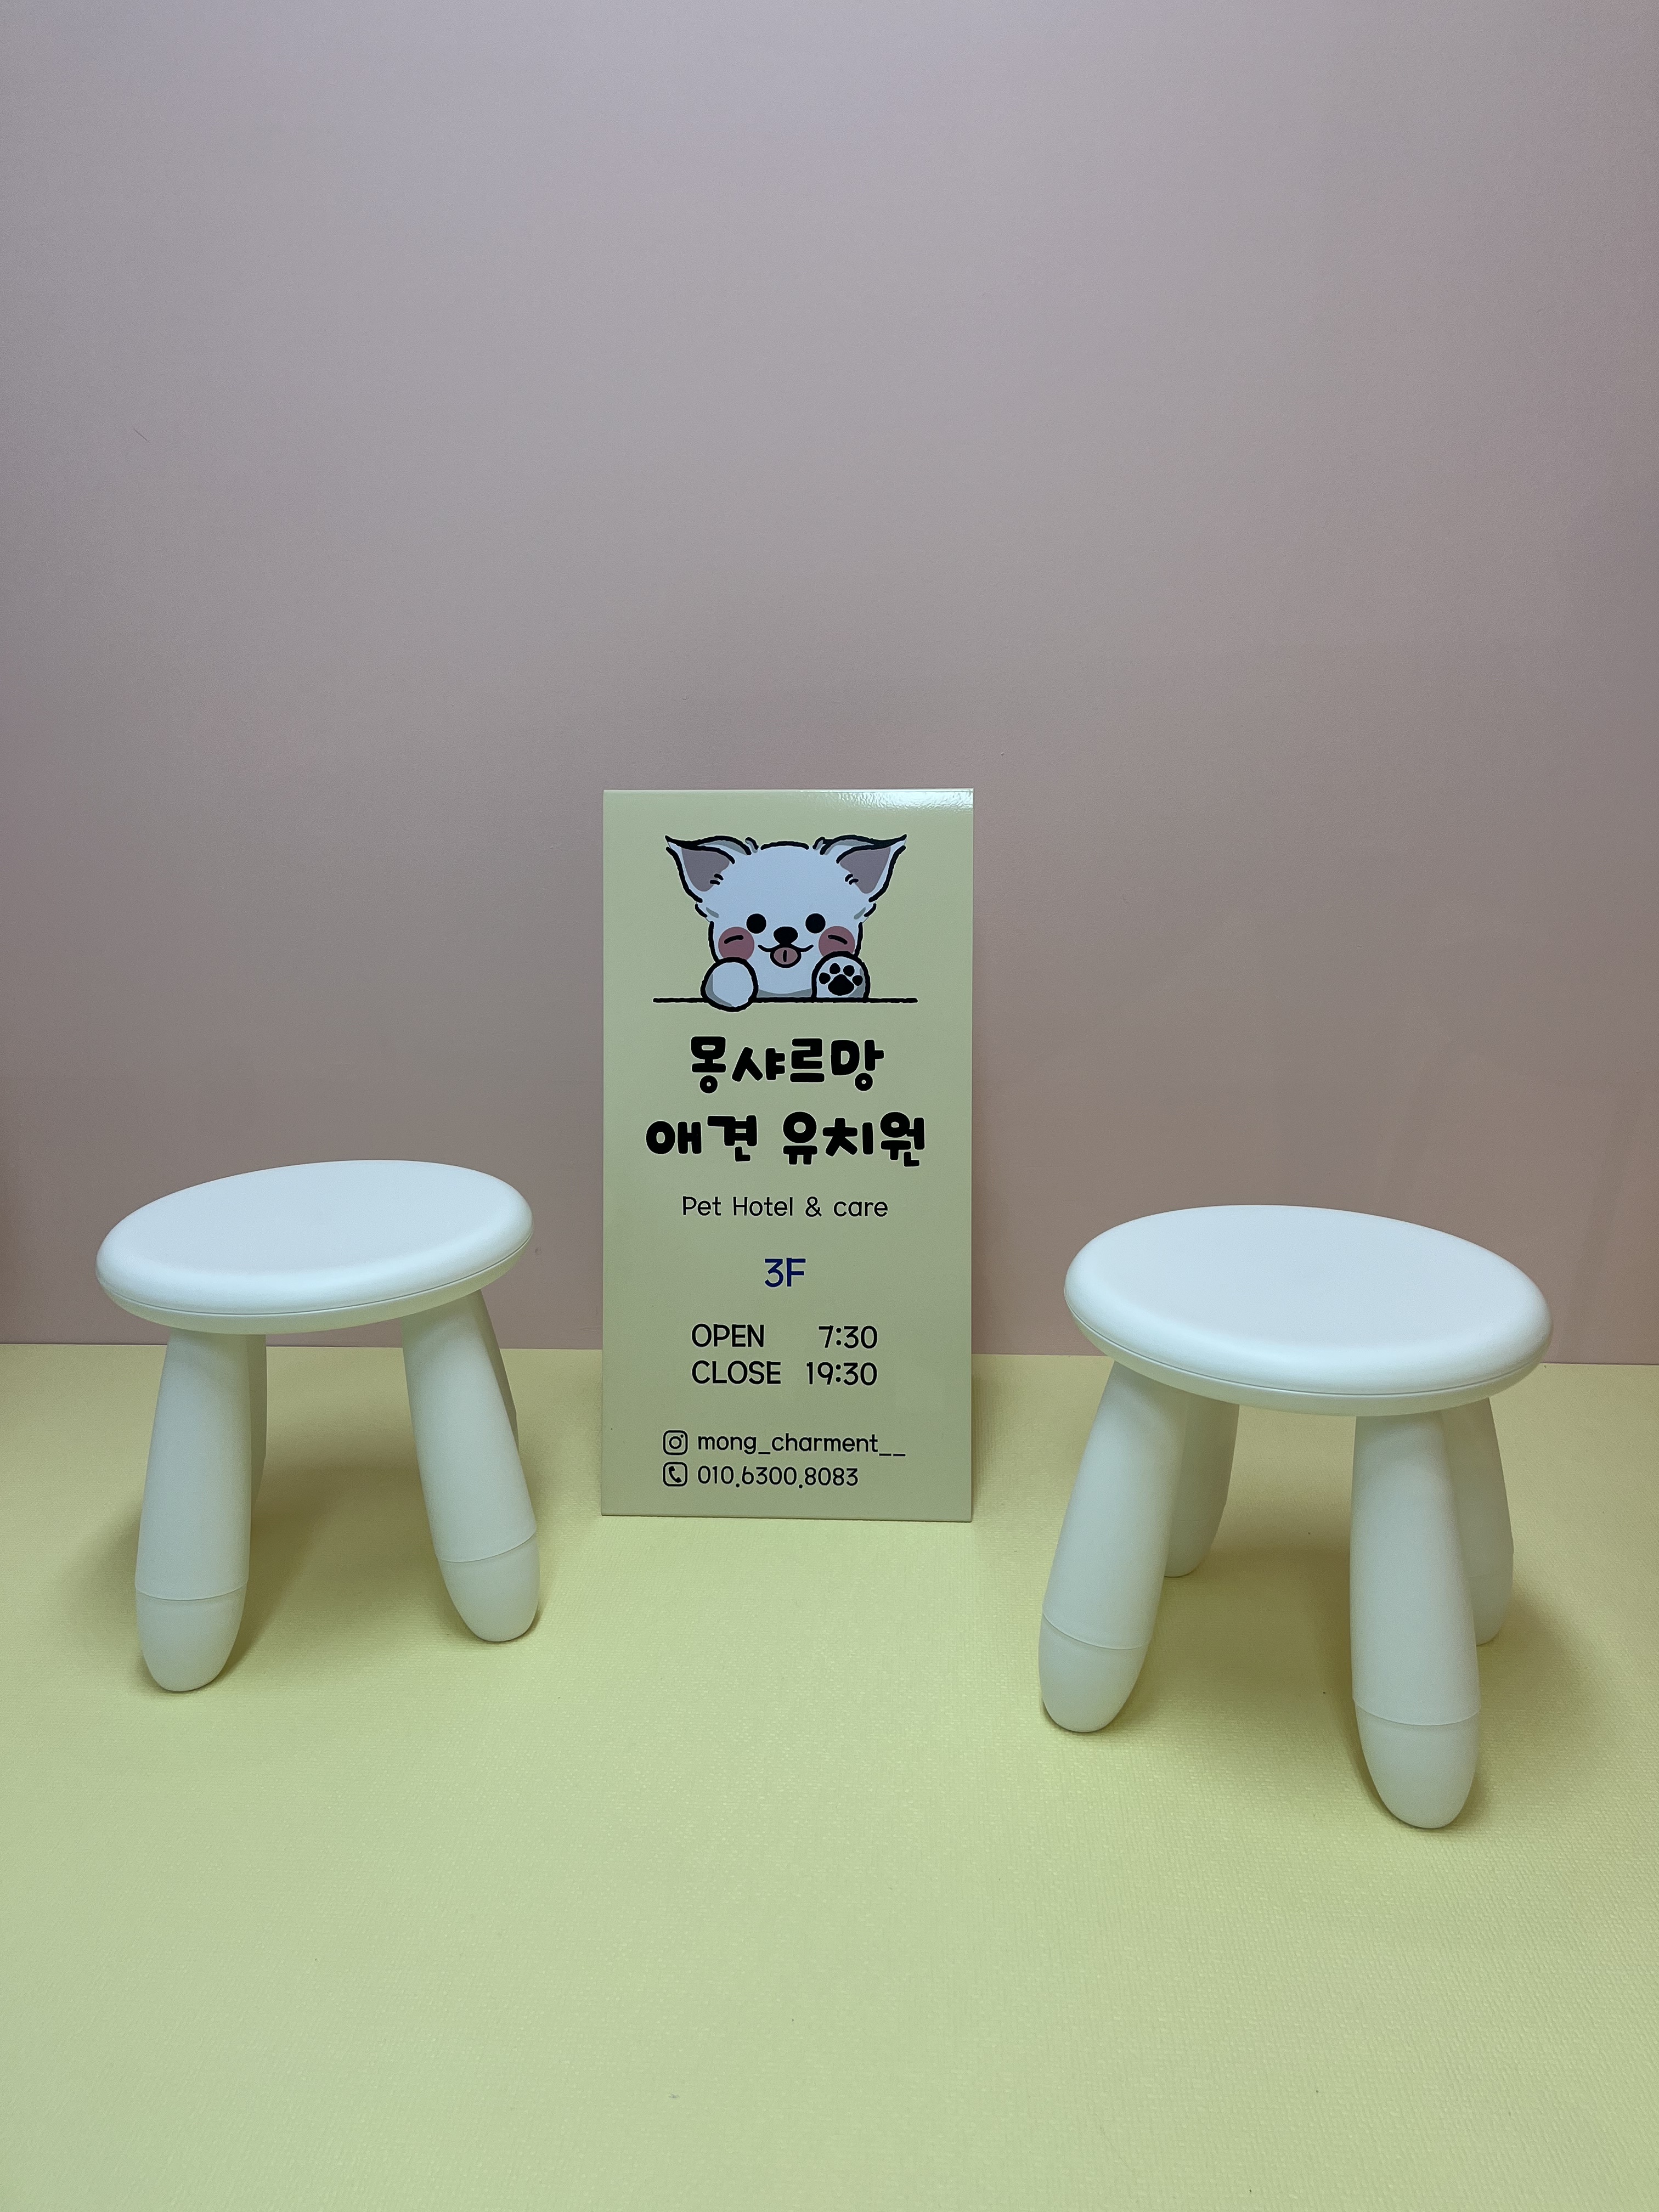 몽샤르망
애견 유치원
Pet Hotel & care
3F
OPEN 7:30
CLOSE 19:30
mong_charment__
010.6300.8083